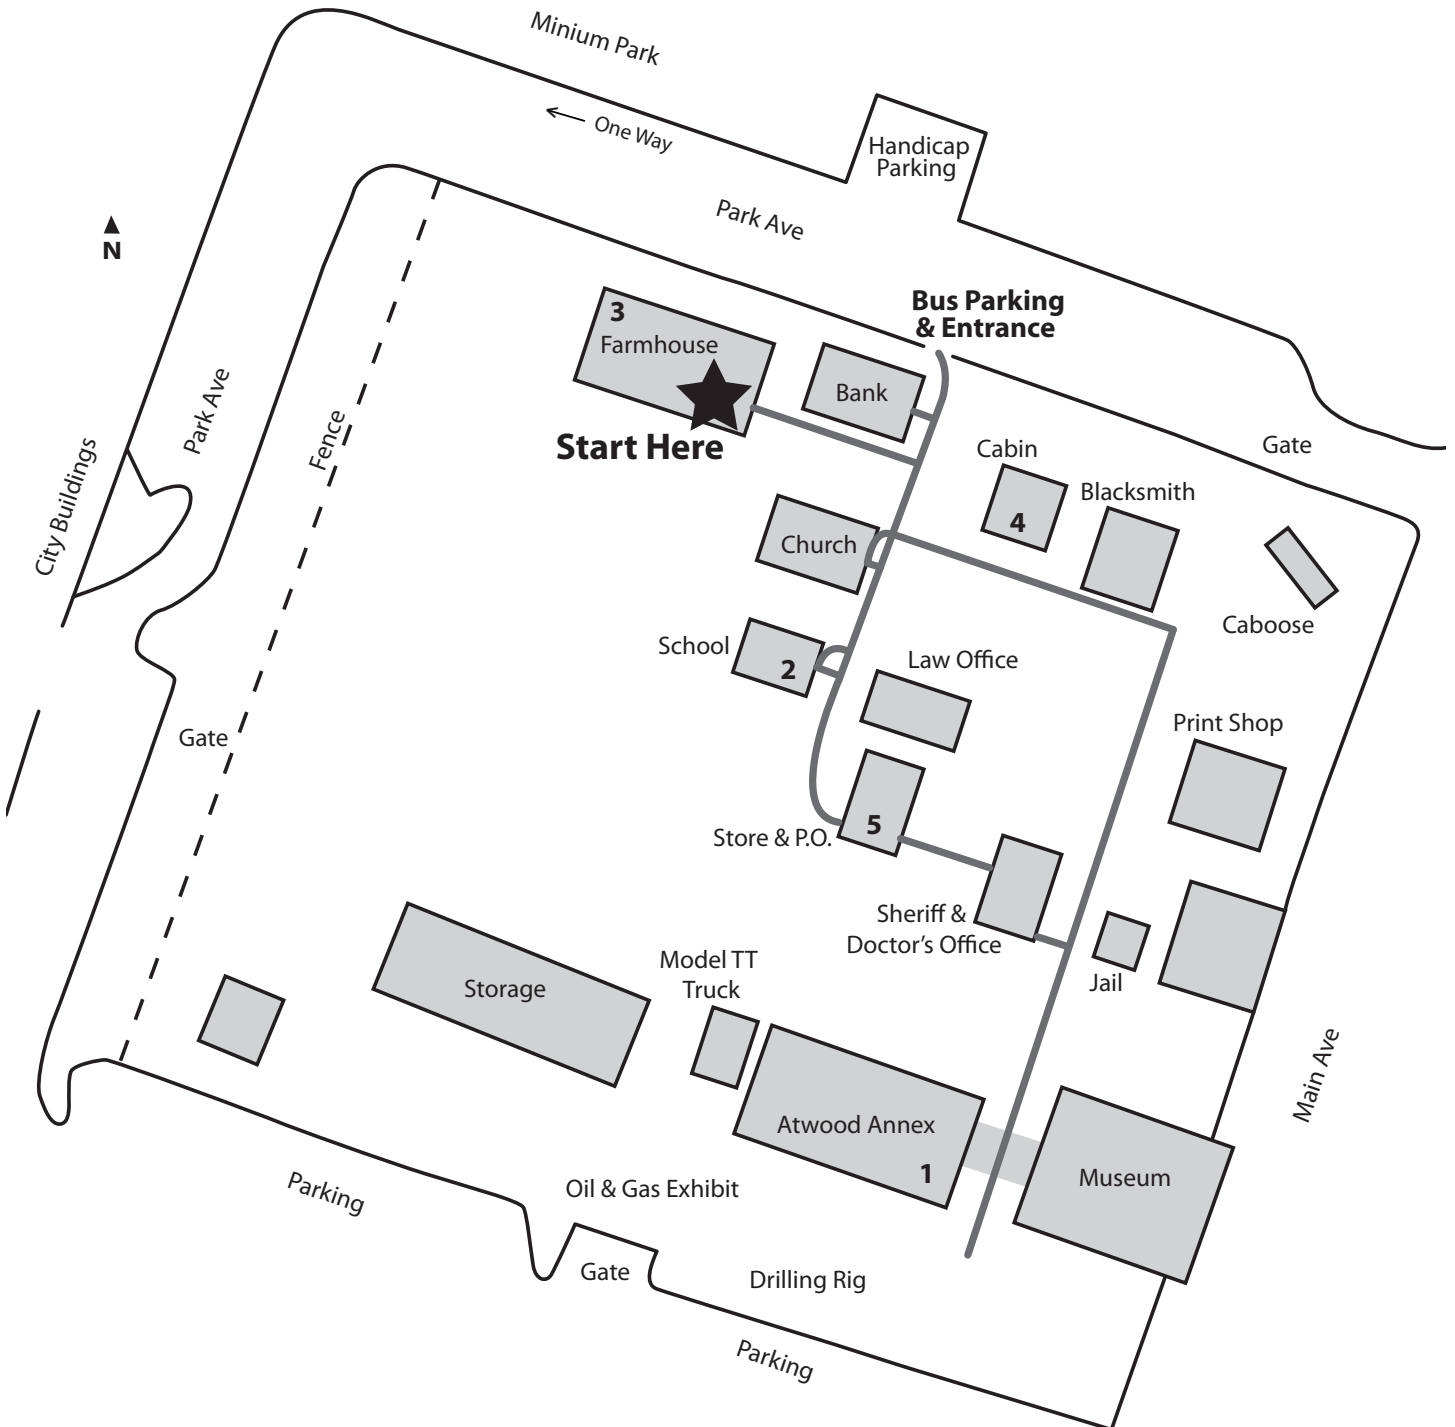 Minium Park
One Way
Handicap
Parking
Park Ave
N
Bus Parking
& Entrance
3
Farmhouse
Bank
Start Here
Park Ave
Fence
City Buildings
Gate
Cabin
4
Blacksmith
Church
Caboose
School
2
Law Office
Print Shop
Gate
5
Store & P.O.
Sheriff &
Doctor's Office
Jail
Model TT
Truck
Storage
Atwood Annex
1
Museum
Main Ave
Parking
Oil & Gas Exhibit
Gate
Drilling Rig
Parking